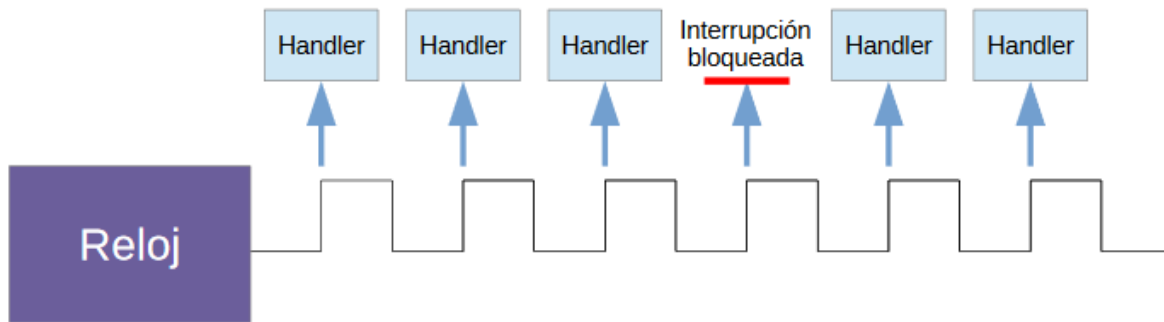 Handler
Handler
Handler
Interrupción
bloqueada
Handler
Handler
Reloj